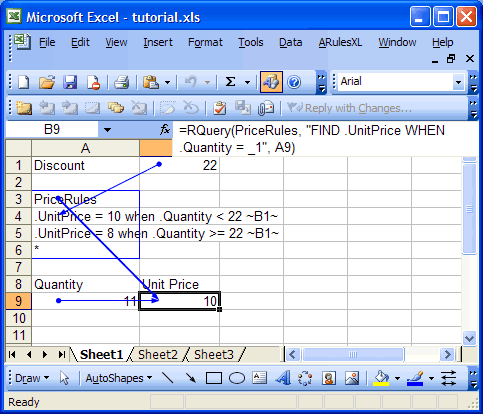 Microsoft Excel - tutorial.xls
File Edit View Insert Format Tools Data ARulesXL Window Help
Σ Arial
Reply with Changes...
B9 fx =RQuery(PriceRules, "FIND .UnitPrice WHEN
.Quantity = _1", A9)
A
1 Discount 22
2
3 PriceRules
4 .UnitPrice = 10 when .Quantity < 22 ~B1~
5 .UnitPrice = 8 when .Quantity >= 22 ~B1~
6 *
7
8 Quantity Unit Price
9 11 10
10
11
Sheet1 Sheet2 Sheet3
Draw AutoShapes A
Ready